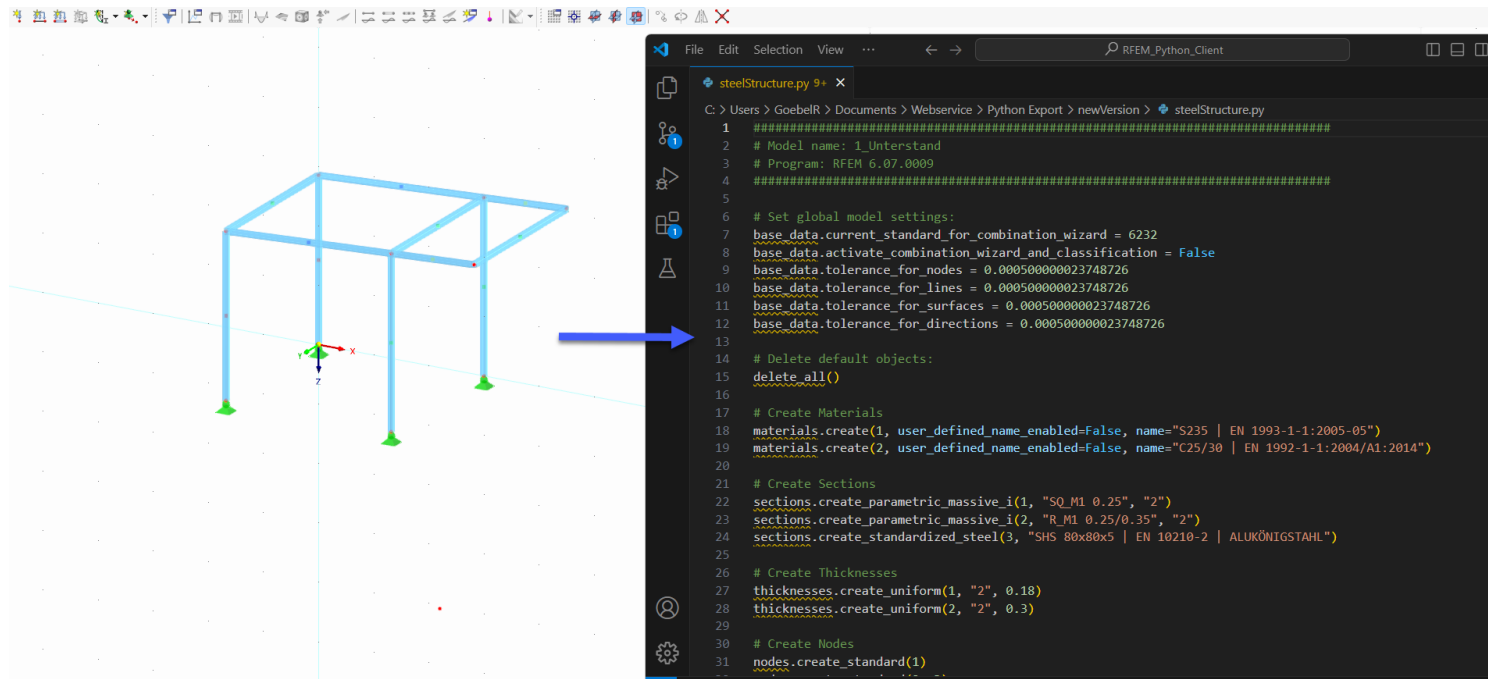 File Edit Selection View ··· RFEM_Python_Client
steelStructure.py 9+
C: > Users > GoebelR > Documents > Webservice > Python Export > newVersion > steelStructure.py
1 ################################################################################
2 # Model name: 1_Unterstand
3 # Program: RFEM 6.07.0009
4 ################################################################################
5
6 # Set global model settings:
7 base_data.current_standard_for_combination_wizard = 6232
8 base_data.activate_combination_wizard_and_classification = False
9 base_data.tolerance_for_nodes = 0.000500000023748726
10 base_data.tolerance_for_lines = 0.000500000023748726
11 base_data.tolerance_for_surfaces = 0.000500000023748726
12 base_data.tolerance_for_directions = 0.000500000023748726
13
14 # Delete default objects:
15 delete_all()
16
17 # Create Materials
18 materials.create(1, user_defined_name_enabled=False, name="S235 | EN 1993-1-1:2005-05")
19 materials.create(2, user_defined_name_enabled=False, name="C25/30 | EN 1992-1-1:2004/A1:2014")
20
21 # Create Sections
22 sections.create_parametric_massive_i(1, "SQ_M1 0.25", "2")
23 sections.create_parametric_massive_i(2, "R_M1 0.25/0.35", "2")
24 sections.create_standardized_steel(3, "SHS 80x80x5 | EN 10210-2 | ALUKÖNIGSTAHL")
25
26 # Create Thicknesses
27 thicknesses.create_uniform(1, "2", 0.18)
28 thicknesses.create_uniform(2, "2", 0.3)
29
30 # Create Nodes
31 nodes.create_standard(1)
Y
X
Z
1
1